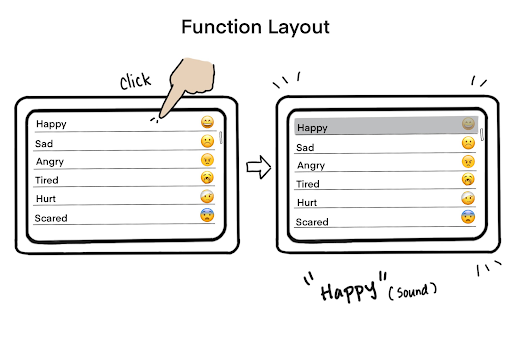 Function Layout
click
Happy
Sad
Angry
Tired
Hurt
Scared
Happy
Sad
Angry
Tired
Hurt
Scared
"Happy" (sound)